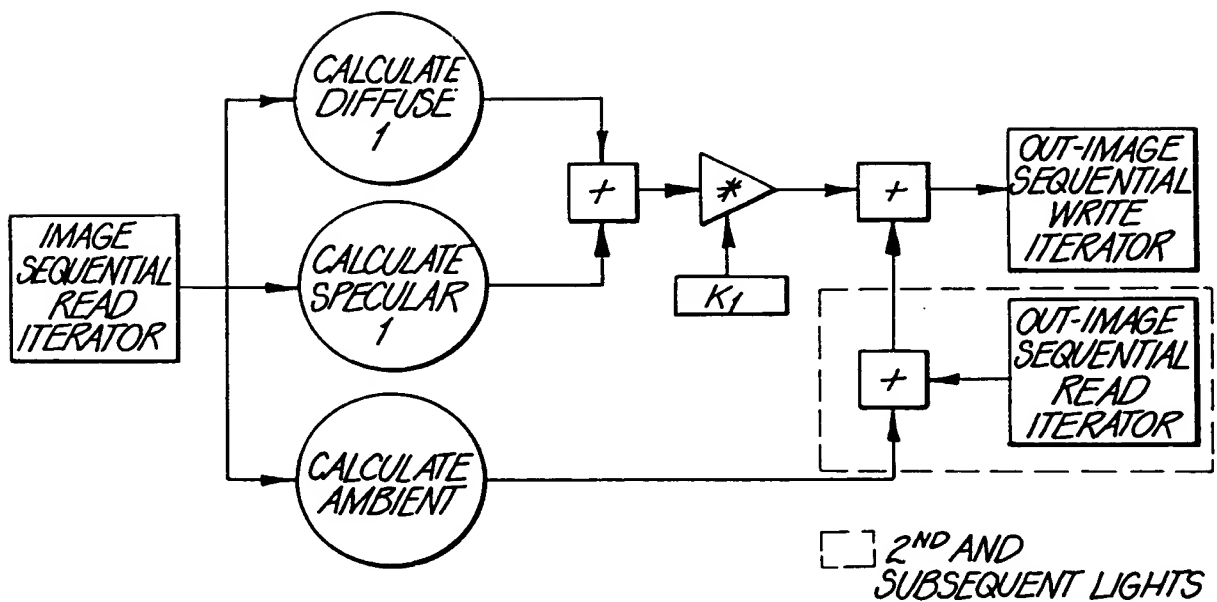 CALCULATE
DIFFUSE
1
IMAGE
SEQUENTIAL
READ
ITERATOR
CALCULATE
SPECULAR
1
CALCULATE
AMBIENT
+
*
K1
+
OUT-IMAGE
SEQUENTIAL
WRITE
ITERATOR
+
OUT-IMAGE
SEQUENTIAL
READ
ITERATOR
2ND AND
SUBSEQUENT LIGHTS